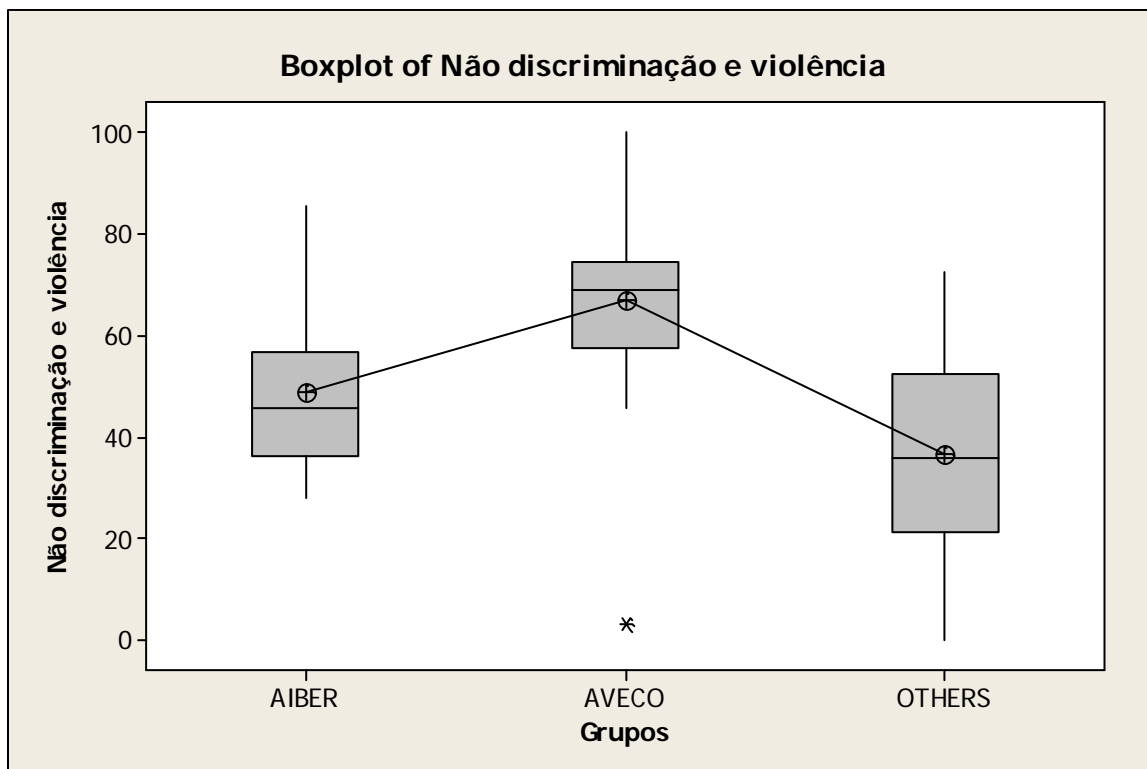 Boxplot of Não discriminação e violência
Não discriminação e violência
100
80
60
40
20
0
AIBER AVECO OTHERS
Grupos